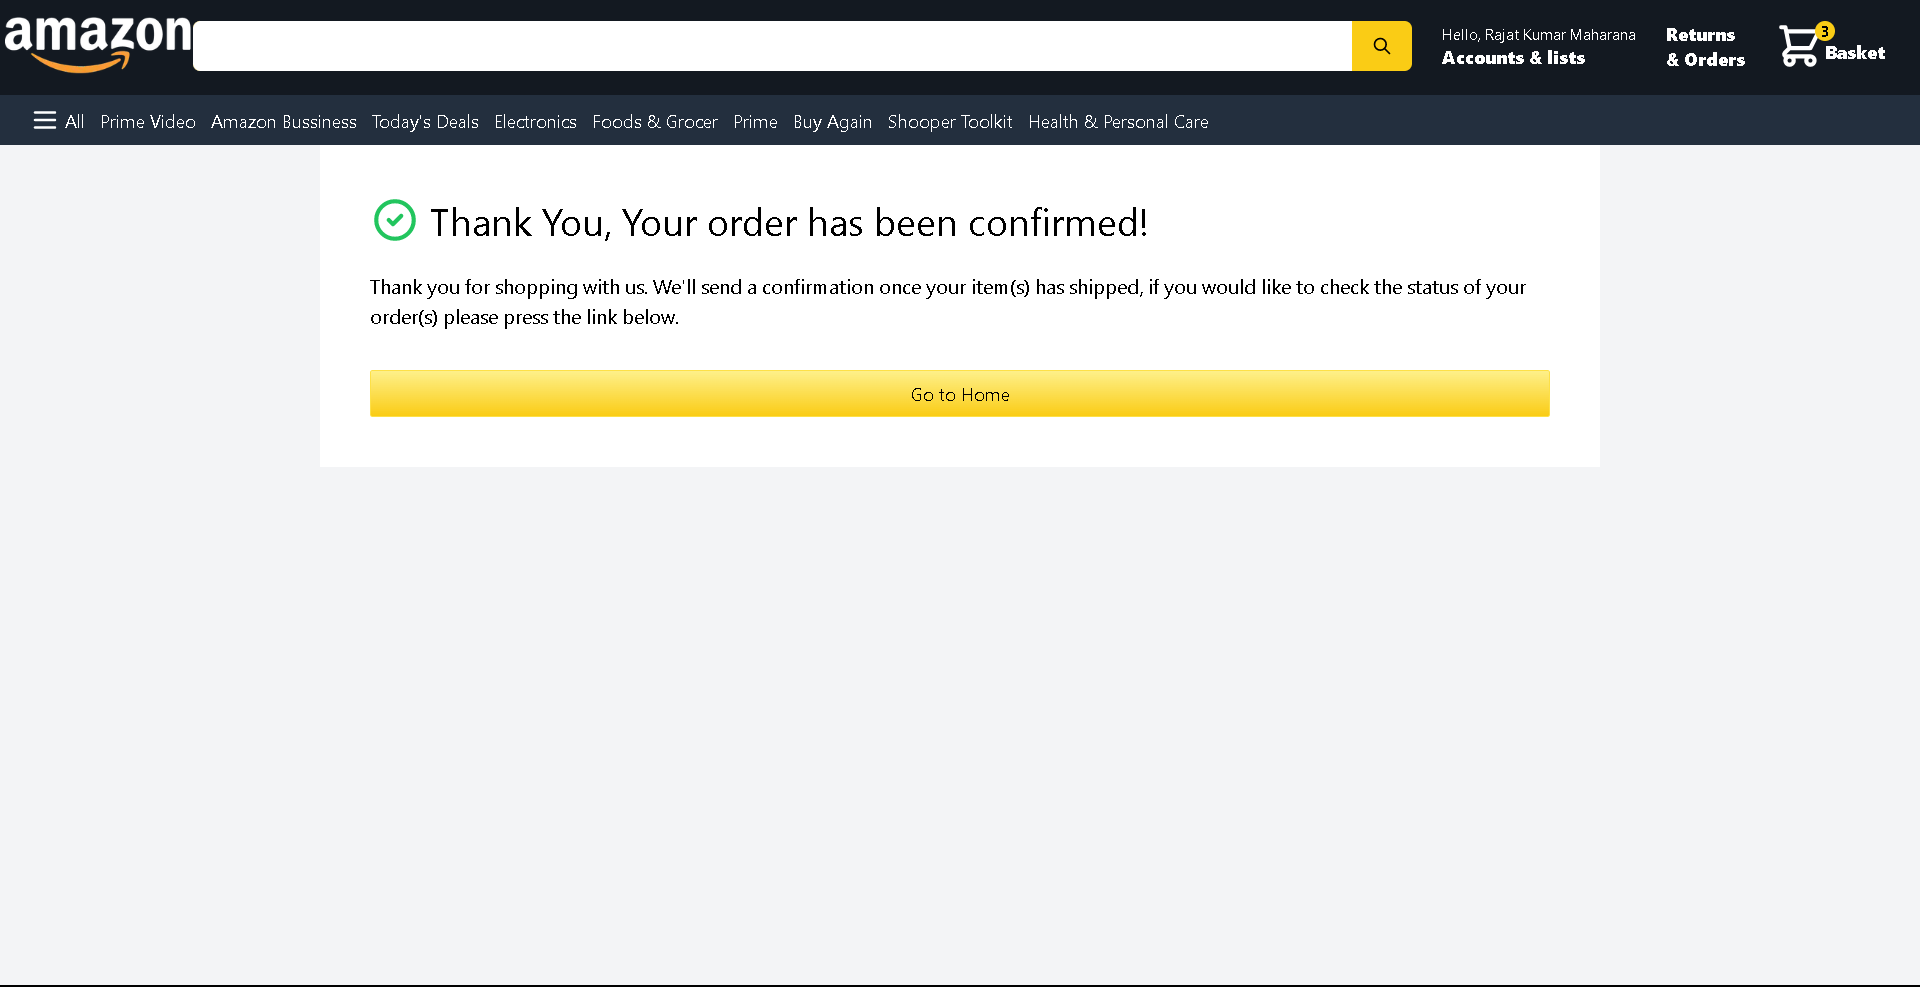 amazon
Hello, Rajat Kumar Maharana
Accounts & lists
Returns
& Orders
3
Basket
All Prime Video Amazon Bussiness Today's Deals Electronics Foods & Grocer Prime Buy Again Shooper Toolkit Health & Personal Care
Thank You, Your order has been confirmed!
Thank you for shopping with us. We'll send a confirmation once your item(s) has shipped, if you would like to check the status of your
order(s) please press the link below.
Go to Home